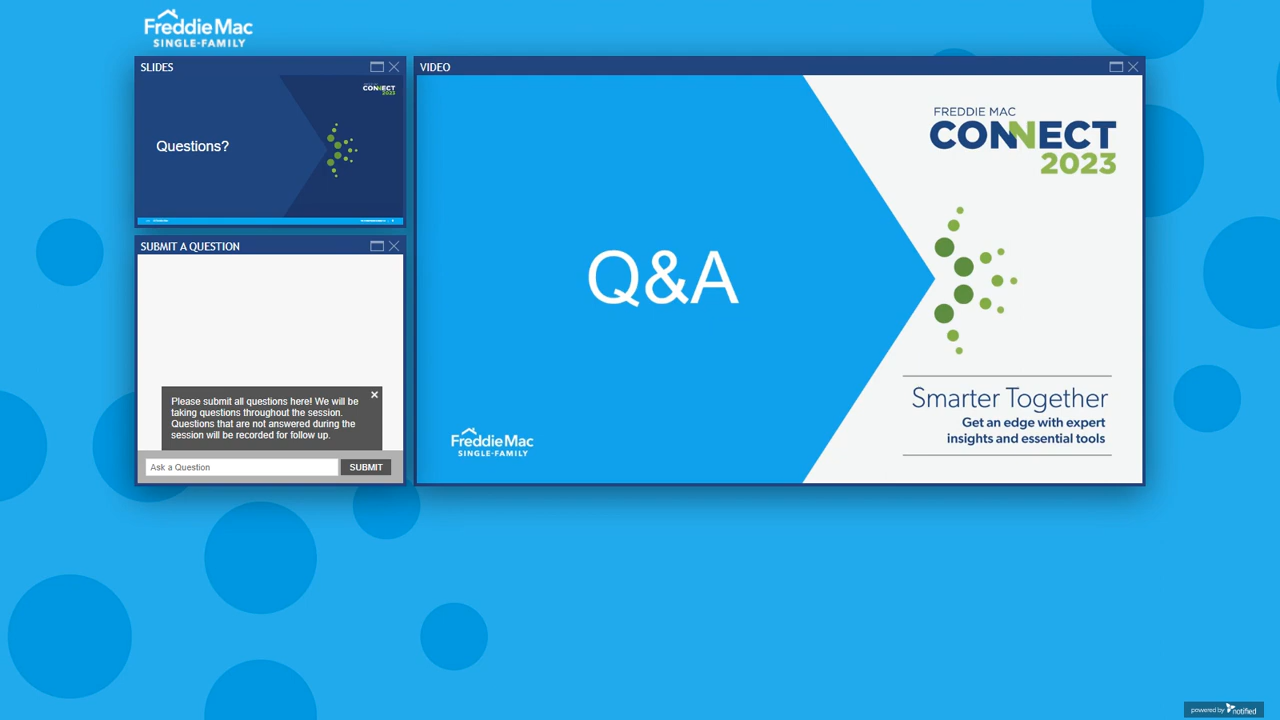 Freddie Mac
SINGLE-FAMILY
SLIDES
CONNECT
2023
Questions?
SUBMIT A QUESTION
Please submit all questions here! We will be
taking questions throughout the session.
Questions that are not answered during the
session will be recorded for follow up.
Ask a Question
SUBMIT
VIDEO
FREDDIE MAC
CONNECT
2023
Q&A
Smarter Together
Get an edge with expert
insights and essential tools
Freddie Mac
SINGLE-FAMILY
powered by notified